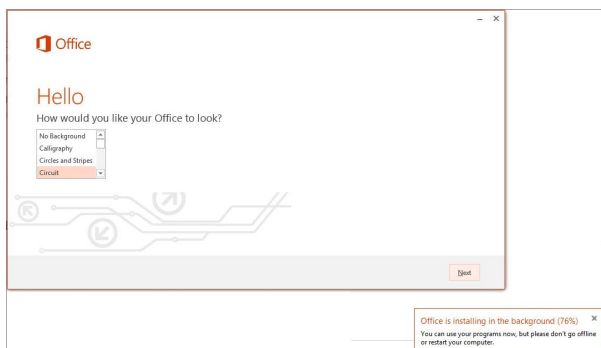 Office
Hello
How would you like your Office to look?
No Background
Calligraphy
Circles and Stripes
Circuit
Next
Office is installing in the background (76%)
You can use your programs now, but please don't go offline
or restart your computer.